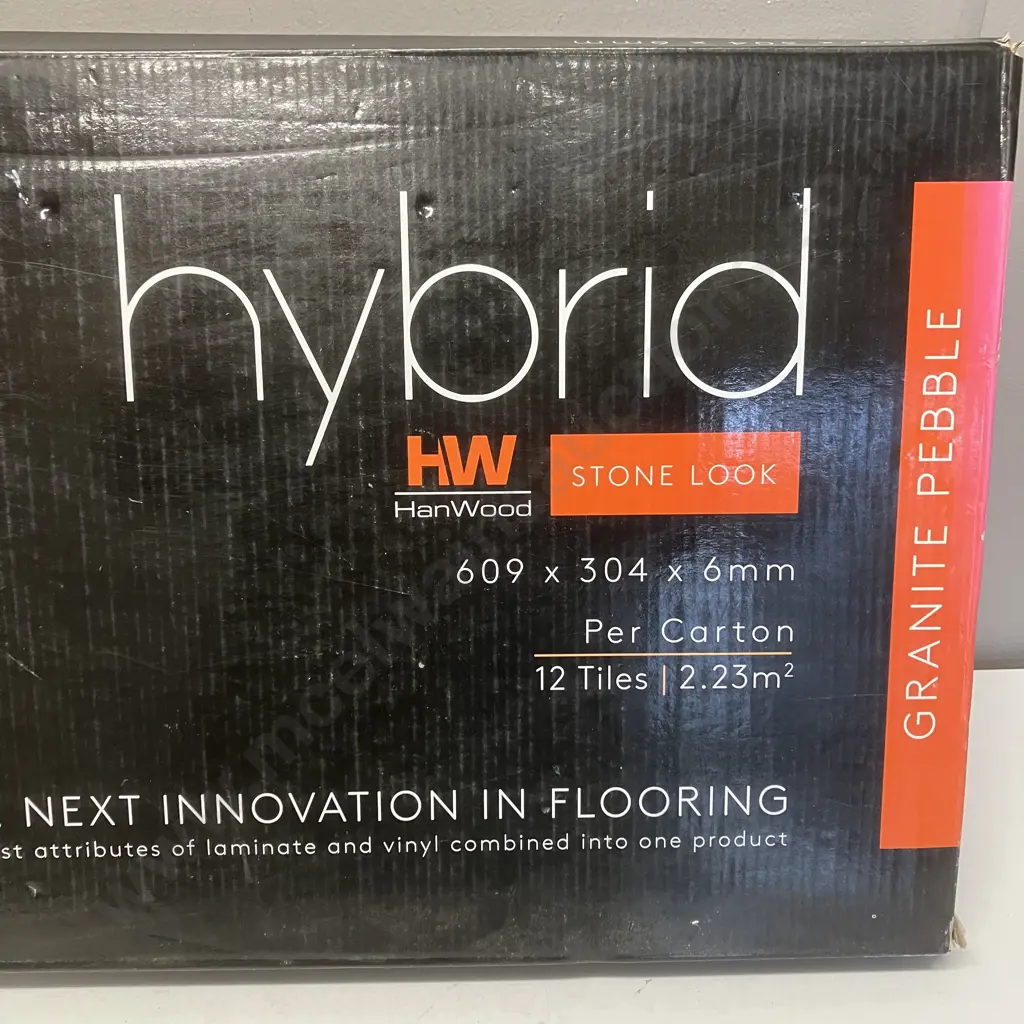 hybrid
HW
HanWood
STONE LOOK
609 x 304 x 6mm
Per Carton
12 Tiles | 2.23m²
NEXT INNOVATION IN FLOORING
st attributes of laminate and vinyl combined into one product
GRANITE PEBBLE